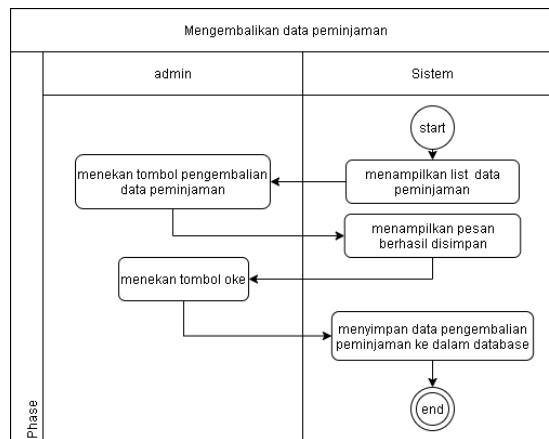 Mengembalikan data peminjaman
admin
Sistem
start
menampilkan list data
peminjaman
menekan tombol pengembalian
data peminjaman
menampilkan pesan
berhasil disimpan
menekan tombol oke
menyimpan data pengembalian
peminjaman ke dalam database
end
Phase